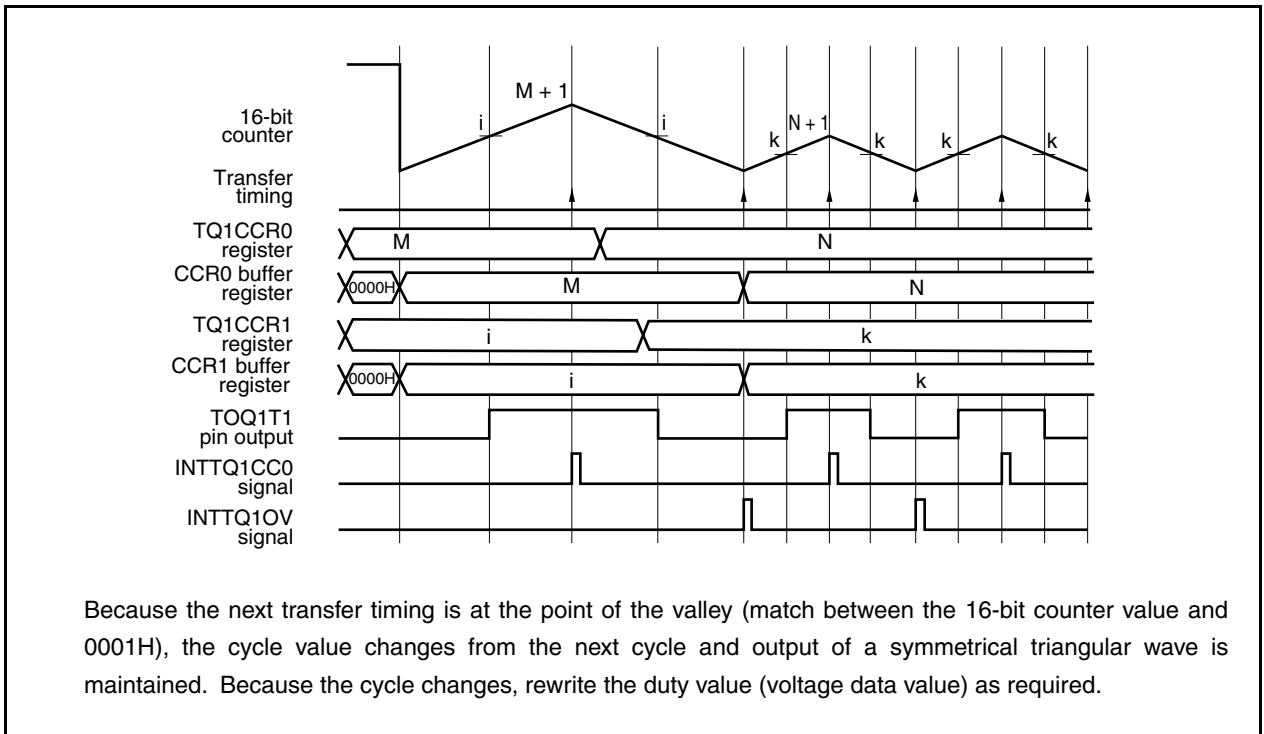 M + 1
16-bit
counter
i
i
k
N + 1
k
k
k
Transfer
timing
TQ1CCR0
register
M
N
CCR0 buffer
register
0000H
M
N
TQ1CCR1
register
i
k
CCR1 buffer
register
0000H
i
k
TOQ1T1
pin output
INTTQ1CC0
signal
INTTQ1OV
signal
Because the next transfer timing is at the point of the valley (match between the 16-bit counter value and
0001H), the cycle value changes from the next cycle and output of a symmetrical triangular wave is
maintained. Because the cycle changes, rewrite the duty value (voltage data value) as required.